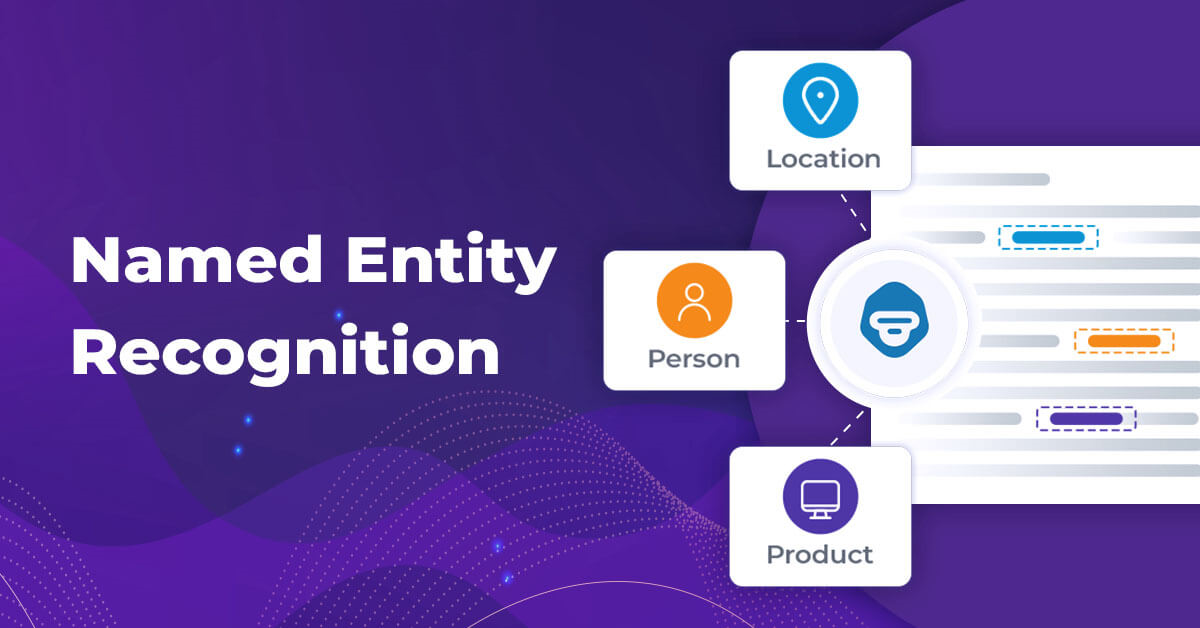 Named Entity
Recognition
Location
Person
Product